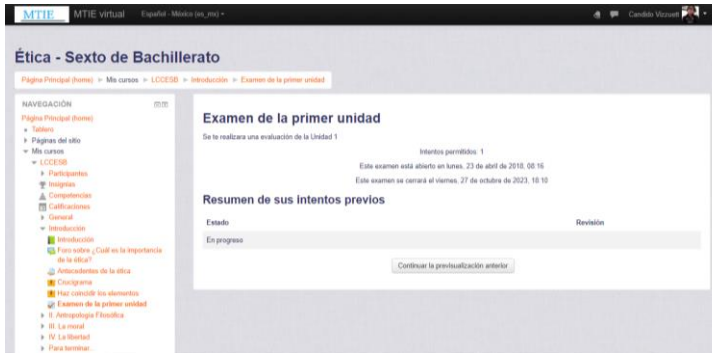 MTIE MTIE virtual Español - México (es_mx) Candido Vizzuett
Ética - Sexto de Bachillerato
Página Principal (home) Mis cursos LCCESB Introducción Examen de la primer unidad
NAVEGACIÓN
Página Principal (home)
Tablero
Páginas del sitio
Mis cursos
LCCESB
Participantes
Insignias
Competencias
Calificaciones
General
Introducción
Introducción
Foro sobre ¿Cuál es la importancia
de la ética?
Antecedentes de la ética
Crucigrama
Haz coincidir los elementos
Examen de la primer unidad
II. Antropología Filosófica
III. La moral
IV. La libertad
Para terminar...
Examen de la primer unidad
Se te realizara una evaluación de la Unidad 1
Intentos permitidos: 1
Este examen está abierto en lunes, 23 de abril de 2018, 08:16
Este examen se cerrará el viernes, 27 de octubre de 2023, 18:10
Resumen de sus intentos previos
Estado Revisión
En progreso
Continuar la previsualización anterior